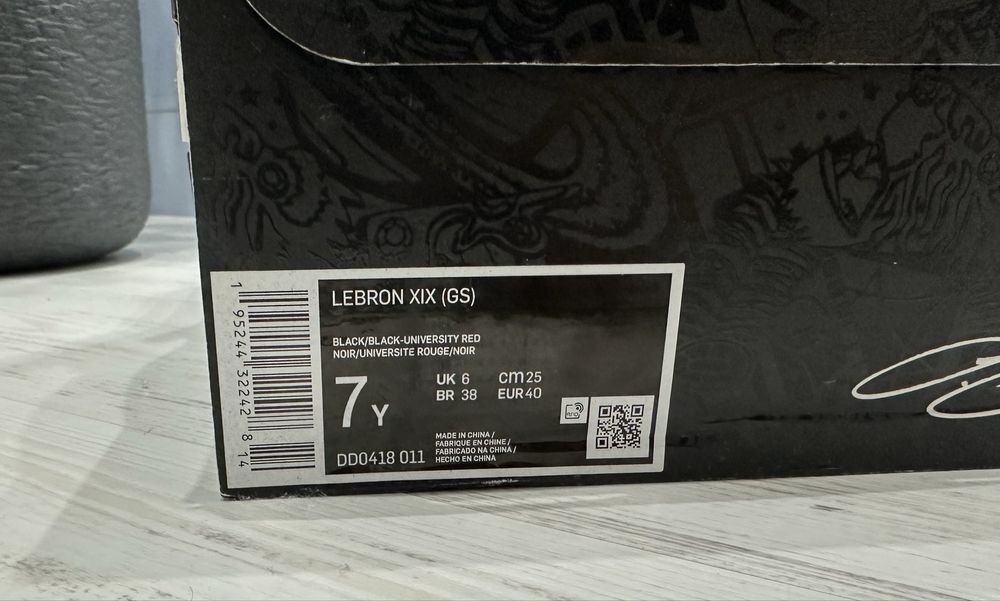 LEBRON XIX (GS)
BLACK/BLACK-UNIVERSITY RED
NOIR/UNIVERSITE ROUGE/NOIR
7Y
UK 6 cm 25
BR 38 EUR 40
MADE IN CHINA /
FABRIQUE EN CHINE /
FABRICADO NA CHINA /
HECHO EN CHINA
DD0418 011
1 95244 32242 8 14